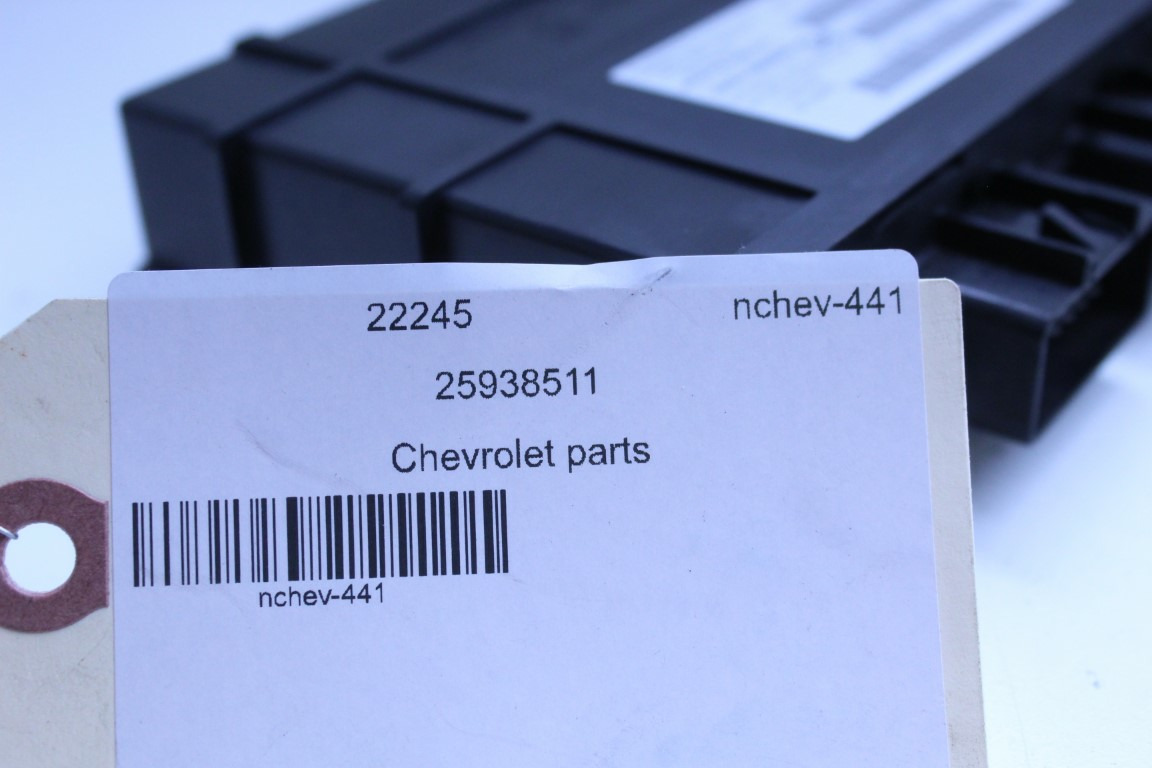 22245 nchev-441
25938511
Chevrolet parts
nchev-441